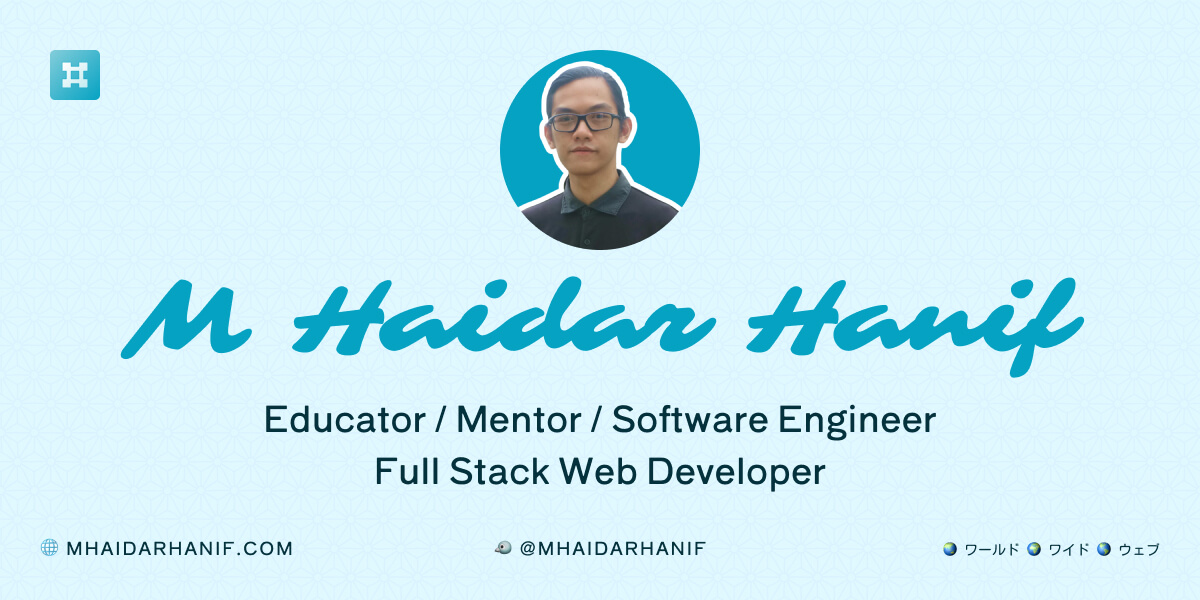 M Haidar Hanif
Educator / Mentor / Software Engineer
Full Stack Web Developer
MHAIDARHANIF.COM
@MHAIDARHANIF
ワールド ワイド ウェブ